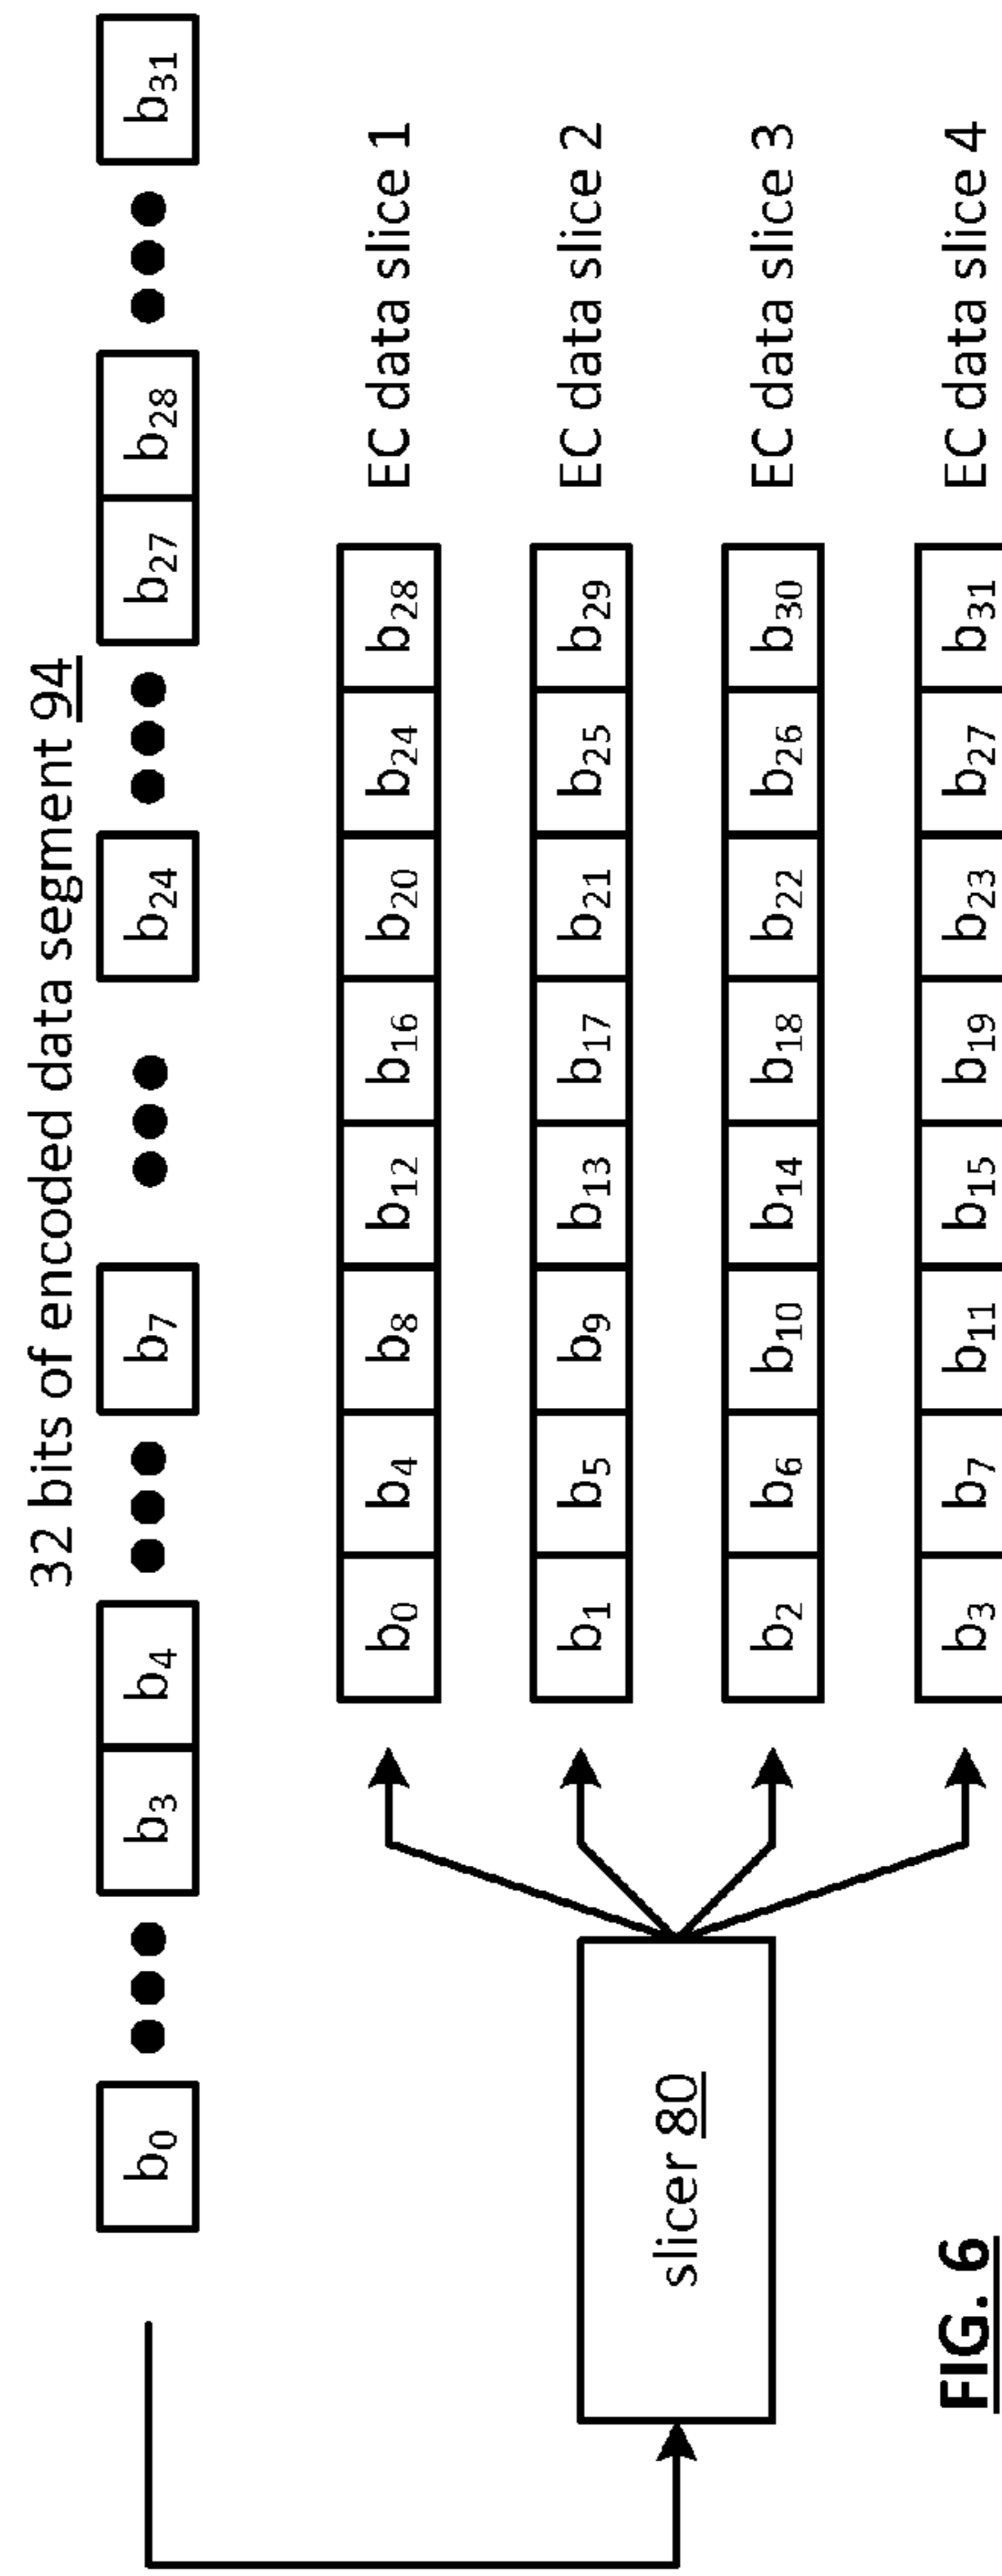 32 bits of encoded data segment 94
b0 ●●● b3 b4 ●●● b7 ●●● b24 ●●● b27 b28 ●●● b31
b0 b4 b8 b12 b16 b20 b24 b28 EC data slice 1
b1 b5 b9 b13 b17 b21 b25 b29 EC data slice 2
slicer 80
b2 b6 b10 b14 b18 b22 b26 b30 EC data slice 3
b3 b7 b11 b15 b19 b23 b27 b31 EC data slice 4
FIG. 6